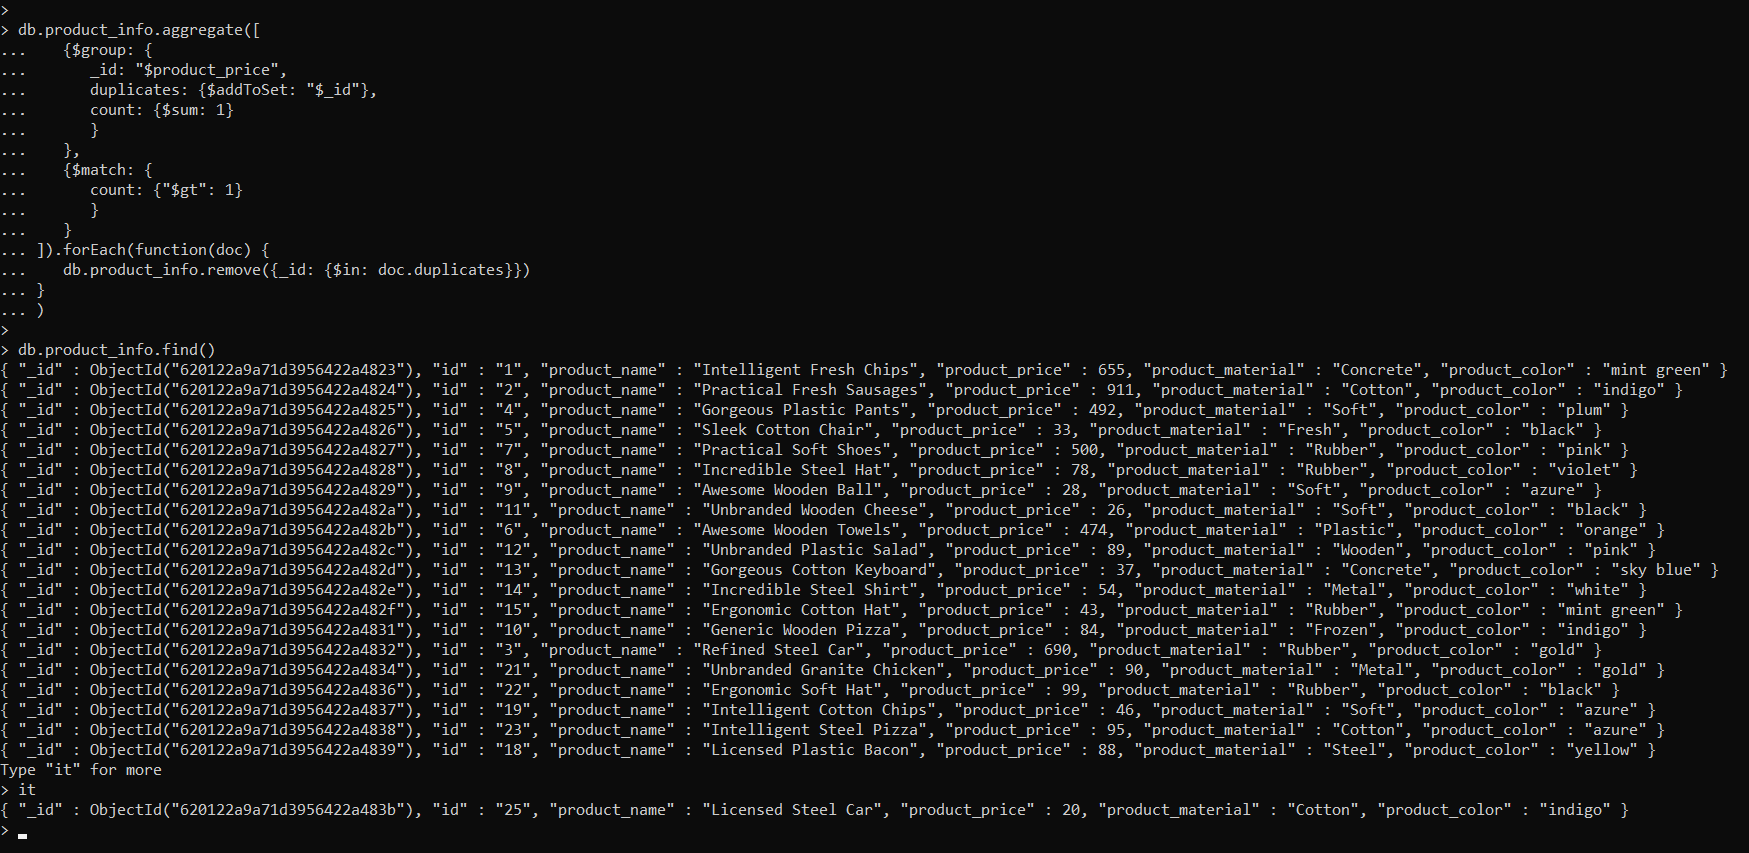 >
> db.product_info.aggregate([
...    {$group: {
...       _id: "$product_price",
...       duplicates: {$addToSet: "$_id"},
...       count: {$sum: 1}
...       }
...    },
...    {$match: {
...       count: {"$gt": 1}
...       }
...    }
... ]).forEach(function(doc) {
...    db.product_info.remove({_id: {$in: doc.duplicates}})
... }
... )
>
> db.product_info.find()
{ "_id" : ObjectId("620122a9a71d3956422a4823"), "id" : "1", "product_name" : "Intelligent Fresh Chips", "product_price" : 655, "product_material" : "Concrete", "product_color" : "mint green" }
{ "_id" : ObjectId("620122a9a71d3956422a4824"), "id" : "2", "product_name" : "Practical Fresh Sausages", "product_price" : 911, "product_material" : "Cotton", "product_color" : "indigo" }
{ "_id" : ObjectId("620122a9a71d3956422a4825"), "id" : "4", "product_name" : "Gorgeous Plastic Pants", "product_price" : 492, "product_material" : "Soft", "product_color" : "plum" }
{ "_id" : ObjectId("620122a9a71d3956422a4826"), "id" : "5", "product_name" : "Sleek Cotton Chair", "product_price" : 33, "product_material" : "Fresh", "product_color" : "black" }
{ "_id" : ObjectId("620122a9a71d3956422a4827"), "id" : "7", "product_name" : "Practical Soft Shoes", "product_price" : 500, "product_material" : "Rubber", "product_color" : "pink" }
{ "_id" : ObjectId("620122a9a71d3956422a4828"), "id" : "8", "product_name" : "Incredible Steel Hat", "product_price" : 78, "product_material" : "Rubber", "product_color" : "violet" }
{ "_id" : ObjectId("620122a9a71d3956422a4829"), "id" : "9", "product_name" : "Awesome Wooden Ball", "product_price" : 28, "product_material" : "Soft", "product_color" : "azure" }
{ "_id" : ObjectId("620122a9a71d3956422a482a"), "id" : "11", "product_name" : "Unbranded Wooden Cheese", "product_price" : 26, "product_material" : "Soft", "product_color" : "black" }
{ "_id" : ObjectId("620122a9a71d3956422a482b"), "id" : "6", "product_name" : "Awesome Wooden Towels", "product_price" : 474, "product_material" : "Plastic", "product_color" : "orange" }
{ "_id" : ObjectId("620122a9a71d3956422a482c"), "id" : "12", "product_name" : "Unbranded Plastic Salad", "product_price" : 89, "product_material" : "Wooden", "product_color" : "pink" }
{ "_id" : ObjectId("620122a9a71d3956422a482d"), "id" : "13", "product_name" : "Gorgeous Cotton Keyboard", "product_price" : 37, "product_material" : "Concrete", "product_color" : "sky blue" }
{ "_id" : ObjectId("620122a9a71d3956422a482e"), "id" : "14", "product_name" : "Incredible Steel Shirt", "product_price" : 54, "product_material" : "Metal", "product_color" : "white" }
{ "_id" : ObjectId("620122a9a71d3956422a482f"), "id" : "15", "product_name" : "Ergonomic Cotton Hat", "product_price" : 43, "product_material" : "Rubber", "product_color" : "mint green" }
{ "_id" : ObjectId("620122a9a71d3956422a4831"), "id" : "10", "product_name" : "Generic Wooden Pizza", "product_price" : 84, "product_material" : "Frozen", "product_color" : "indigo" }
{ "_id" : ObjectId("620122a9a71d3956422a4832"), "id" : "3", "product_name" : "Refined Steel Car", "product_price" : 690, "product_material" : "Rubber", "product_color" : "gold" }
{ "_id" : ObjectId("620122a9a71d3956422a4834"), "id" : "21", "product_name" : "Unbranded Granite Chicken", "product_price" : 90, "product_material" : "Metal", "product_color" : "gold" }
{ "_id" : ObjectId("620122a9a71d3956422a4836"), "id" : "22", "product_name" : "Ergonomic Soft Hat", "product_price" : 99, "product_material" : "Rubber", "product_color" : "black" }
{ "_id" : ObjectId("620122a9a71d3956422a4837"), "id" : "19", "product_name" : "Intelligent Cotton Chips", "product_price" : 46, "product_material" : "Soft", "product_color" : "azure" }
{ "_id" : ObjectId("620122a9a71d3956422a4838"), "id" : "23", "product_name" : "Intelligent Steel Pizza", "product_price" : 95, "product_material" : "Cotton", "product_color" : "azure" }
{ "_id" : ObjectId("620122a9a71d3956422a4839"), "id" : "18", "product_name" : "Licensed Plastic Bacon", "product_price" : 88, "product_material" : "Steel", "product_color" : "yellow" }
Type "it" for more
> it
{ "_id" : ObjectId("620122a9a71d3956422a483b"), "id" : "25", "product_name" : "Licensed Steel Car", "product_price" : 20, "product_material" : "Cotton", "product_color" : "indigo" }
>